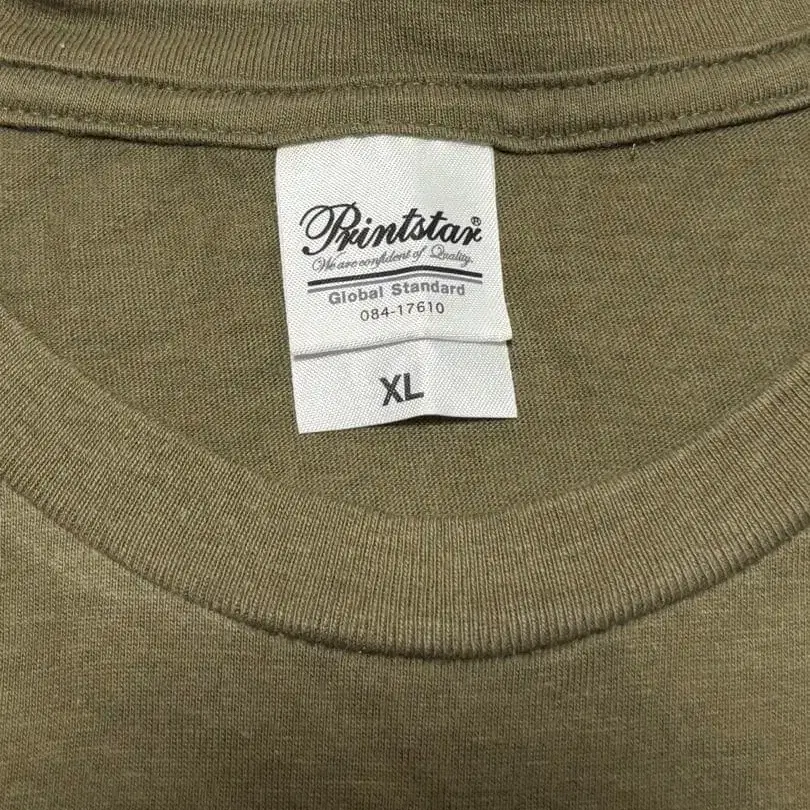 Printstar®
We are confident of Quality.
Global Standard
084-17610
XL